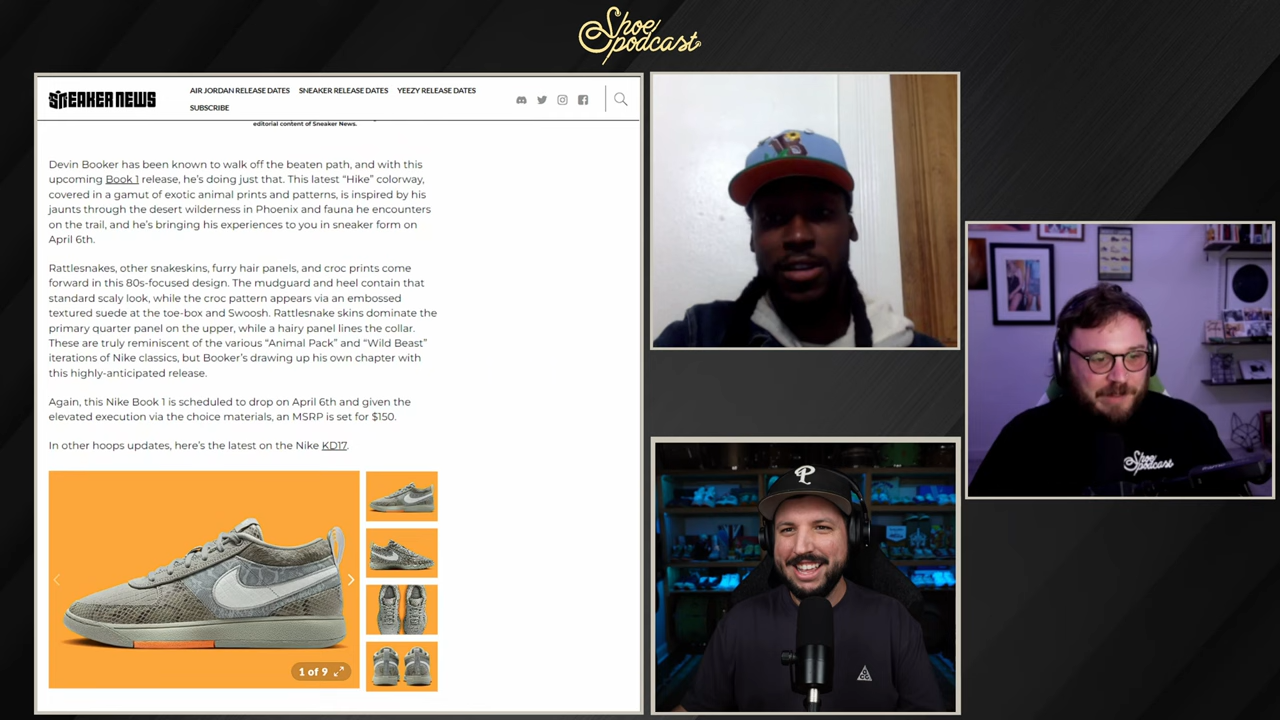 Shoe
podcast
SNEAKER NEWS
AIR JORDAN RELEASE DATES SNEAKER RELEASE DATES YEEZY RELEASE DATES
SUBSCRIBE
editorial content of Sneaker News.
Devin Booker has been known to walk off the beaten path, and with this
upcoming Book 1 release, he’s doing just that. This latest “Hike” colorway,
covered in a gamut of exotic animal prints and patterns, is inspired by his
jaunts through the desert wilderness in Phoenix and fauna he encounters
on the trail, and he’s bringing his experiences to you in sneaker form on
April 6th.
Rattlesnakes, other snakeskins, furry hair panels, and croc prints come
forward in this 80s-focused design. The mudguard and heel contain that
standard scaly look, while the croc pattern appears via an embossed
textured suede at the toe-box and Swoosh. Rattlesnake skins dominate the
primary quarter panel on the upper, while a hairy panel lines the collar.
These are truly reminiscent of the various “Animal Pack” and “Wild Beast”
iterations of Nike classics, but Booker’s drawing up his own chapter with
this highly-anticipated release.
Again, this Nike Book 1 is scheduled to drop on April 6th and given the
elevated execution via the choice materials, an MSRP is set for $150.
In other hoops updates, here’s the latest on the Nike KD17.
1 of 9
Shoe
podcast
P